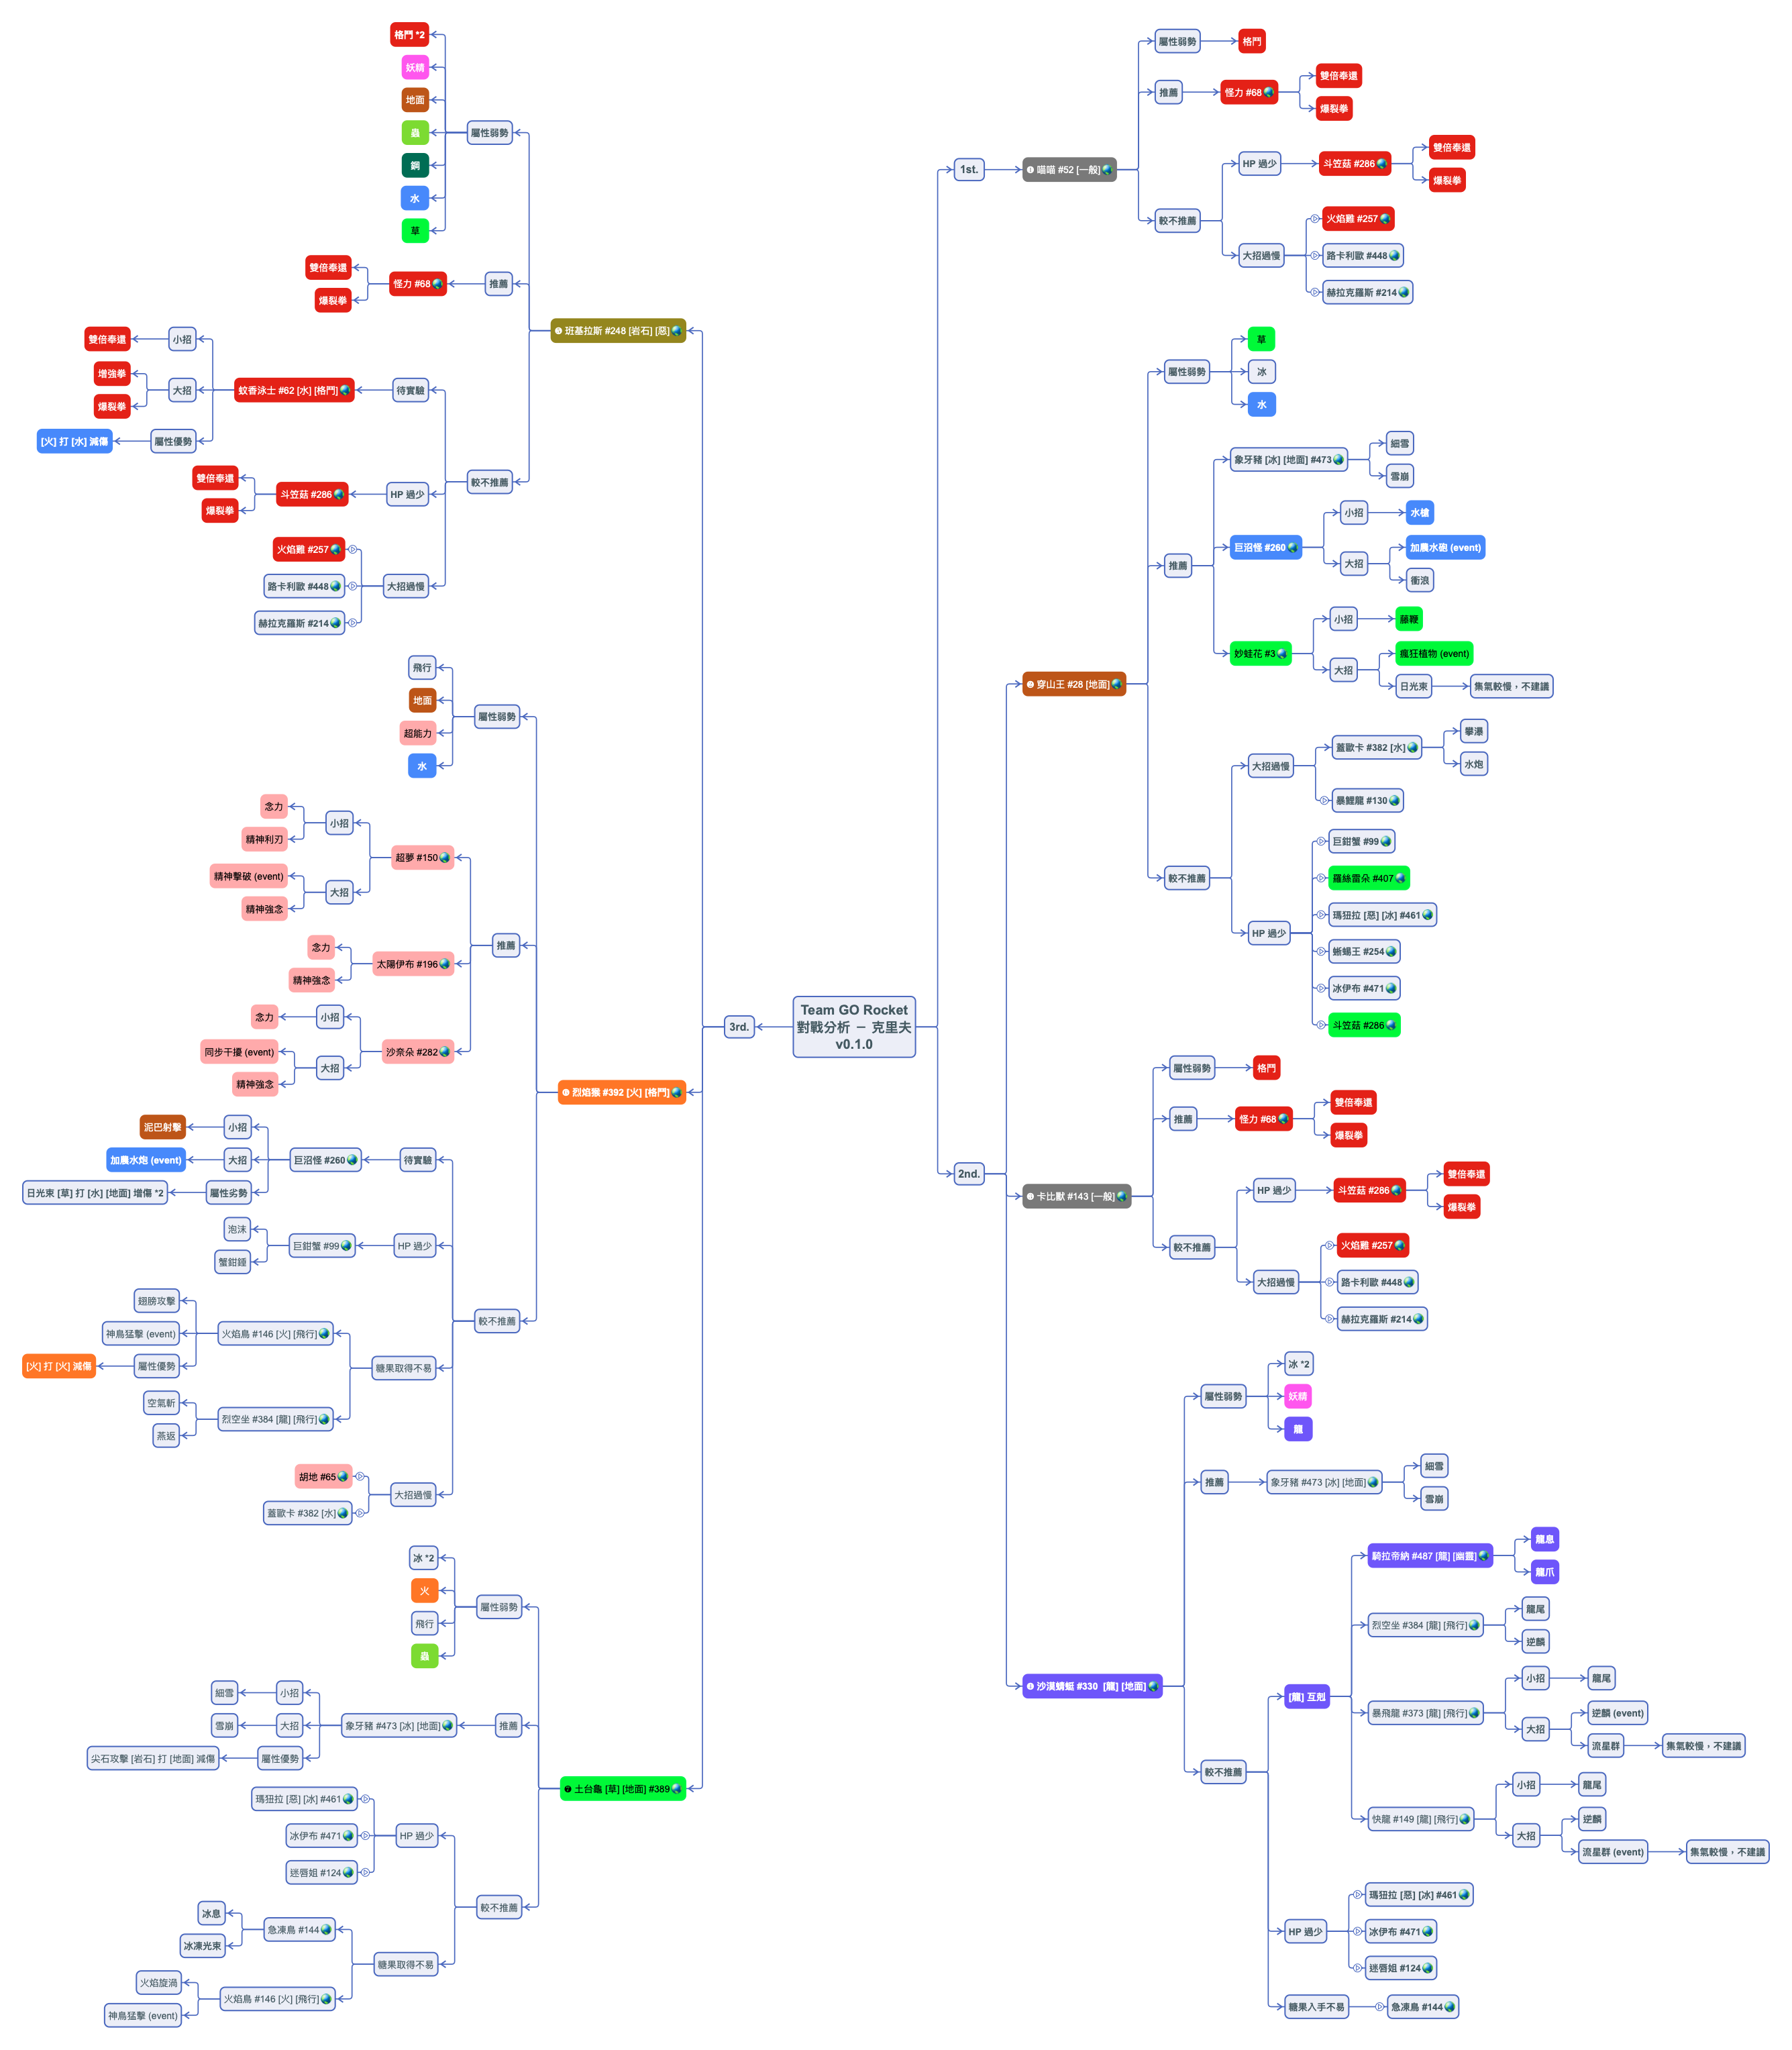 Team GO Rocket
對戰分析 － 克里夫
v0.1.0
1st.
❶ 喵喵 #52 [一般]
屬性弱勢
格鬥
推薦
怪力 #68
雙倍奉還
爆裂拳
較不推薦
HP 過少
斗笠菇 #286
雙倍奉還
爆裂拳
大招過慢
火焰雞 #257
路卡利歐 #448
赫拉克羅斯 #214
2nd.
❷ 穿山王 #28 [地面]
屬性弱勢
草
冰
水
推薦
象牙豬 [冰] [地面] #473
細雪
雪崩
巨沼怪 #260
小招
水槍
大招
加農水砲 (event)
衝浪
妙蛙花 #3
小招
藤鞭
大招
瘋狂植物 (event)
日光束
集氣較慢，不建議
較不推薦
大招過慢
蓋歐卡 #382 [水]
攀瀑
水炮
暴鯉龍 #130
HP 過少
巨鉗蟹 #99
羅絲雷朵 #407
瑪狃拉 [惡] [冰] #461
蜥蜴王 #254
冰伊布 #471
斗笠菇 #286
❸ 卡比獸 #143 [一般]
屬性弱勢
格鬥
推薦
怪力 #68
雙倍奉還
爆裂拳
較不推薦
HP 過少
斗笠菇 #286
雙倍奉還
爆裂拳
大招過慢
火焰雞 #257
路卡利歐 #448
赫拉克羅斯 #214
❹ 沙漠蜻蜓 #330 [龍] [地面]
屬性弱勢
冰 *2
妖精
龍
推薦
象牙豬 #473 [冰] [地面]
細雪
雪崩
較不推薦
[龍] 互剋
騎拉帝納 #487 [龍] [幽靈]
龍息
龍爪
烈空坐 #384 [龍] [飛行]
龍尾
逆鱗
暴飛龍 #373 [龍] [飛行]
小招
龍尾
大招
逆鱗 (event)
流星群
集氣較慢，不建議
快龍 #149 [龍] [飛行]
小招
龍尾
大招
逆鱗
流星群 (event)
集氣較慢，不建議
HP 過少
瑪狃拉 [惡] [冰] #461
冰伊布 #471
迷唇姐 #124
糖果入手不易
急凍鳥 #144
3rd.
❺ 班基拉斯 #248 [岩石] [惡]
屬性弱勢
格鬥 *2
妖精
地面
蟲
鋼
水
草
推薦
怪力 #68
雙倍奉還
爆裂拳
較不推薦
待實驗
蚊香泳士 #62 [水] [格鬥]
小招
雙倍奉還
大招
增強拳
爆裂拳
屬性優勢
[火] 打 [水] 減傷
HP 過少
斗笠菇 #286
雙倍奉還
爆裂拳
大招過慢
火焰雞 #257
路卡利歐 #448
赫拉克羅斯 #214
❻ 烈焰猴 #392 [火] [格鬥]
屬性弱勢
飛行
地面
超能力
水
推薦
超夢 #150
小招
念力
精神利刃
大招
精神擊破 (event)
精神強念
太陽伊布 #196
念力
精神強念
沙奈朵 #282
小招
念力
大招
同步干擾 (event)
精神強念
較不推薦
待實驗
巨沼怪 #260
小招
泥巴射擊
大招
加農水炮 (event)
屬性劣勢
日光束 [草] 打 [水] [地面] 增傷 *2
HP 過少
巨鉗蟹 #99
泡沫
蟹鉗錘
糖果取得不易
火焰鳥 #146 [火] [飛行]
翅膀攻擊
神鳥猛擊 (event)
屬性優勢
[火] 打 [火] 減傷
烈空坐 #384 [龍] [飛行]
空氣斬
燕返
大招過慢
胡地 #65
蓋歐卡 #382 [水]
❼ 土台龜 [草] [地面] #389
屬性弱勢
冰 *2
火
飛行
蟲
推薦
象牙豬 #473 [冰] [地面]
小招
細雪
大招
雪崩
屬性優勢
尖石攻擊 [岩石] 打 [地面] 減傷
較不推薦
HP 過少
瑪狃拉 [惡] [冰] #461
冰伊布 #471
迷唇姐 #124
糖果取得不易
急凍鳥 #144
冰息
冰凍光束
火焰鳥 #146 [火] [飛行]
火焰旋渦
神鳥猛擊 (event)